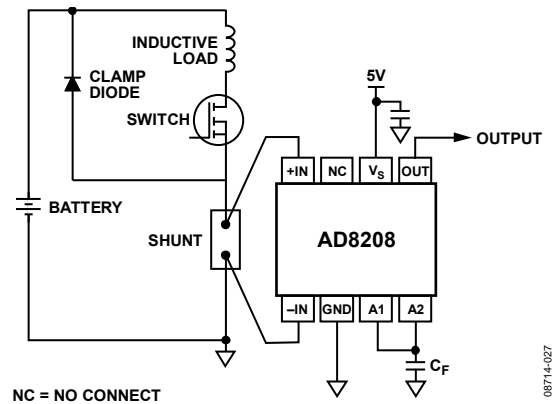 INDUCTIVE
LOAD
CLAMP
DIODE
5V
SWITCH
OUTPUT
+IN NC VS OUT
BATTERY
SHUNT
AD8208
–IN GND A1 A2
CF
NC = NO CONNECT
08714-027